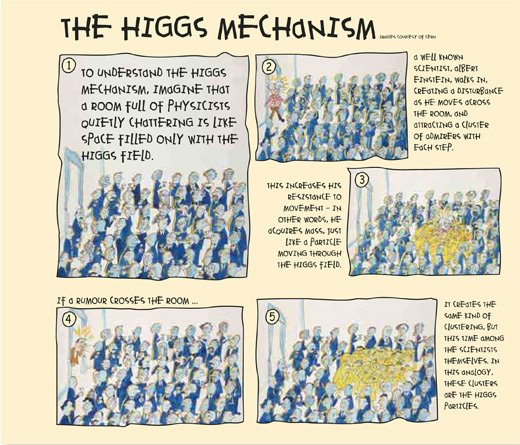 THE HIGGS MECHANISM
IMAGES COURTESY OF CERN
1
TO UNDERSTAND THE HIGGS
MECHANISM, IMAGINE THAT
A ROOM FULL OF PHYSICISTS
QUIETLY CHATTERING IS LIKE
SPACE FILLED ONLY WITH THE
HIGGS FIELD.
2
A WELL KNOWN
SCIENTIST, ALBERT
EINSTEIN, WALKS IN,
CREATING A DISTURBANCE
AS HE MOVES ACROSS
THE ROOM, AND
ATTRACTING A CLUSTER
OF ADMIRERS WITH
EACH STEP.
THIS INCREASES HIS
RESISTANCE TO
MOVEMENT – IN
OTHER WORDS, HE
ACQUIRES MASS, JUST
LIKE A PARTICLE
MOVING THROUGH
THE HIGGS FIELD.
3
IF A RUMOUR CROSSES THE ROOM ...
4
5
IT CREATES THE
SAME KIND OF
CLUSTERING, BUT
THIS TIME AMONG
THE SCIENTISTS
THEMSELVES. IN
THIS ANALOGY,
THESE CLUSTERS
ARE THE HIGGS
PARTICLES.